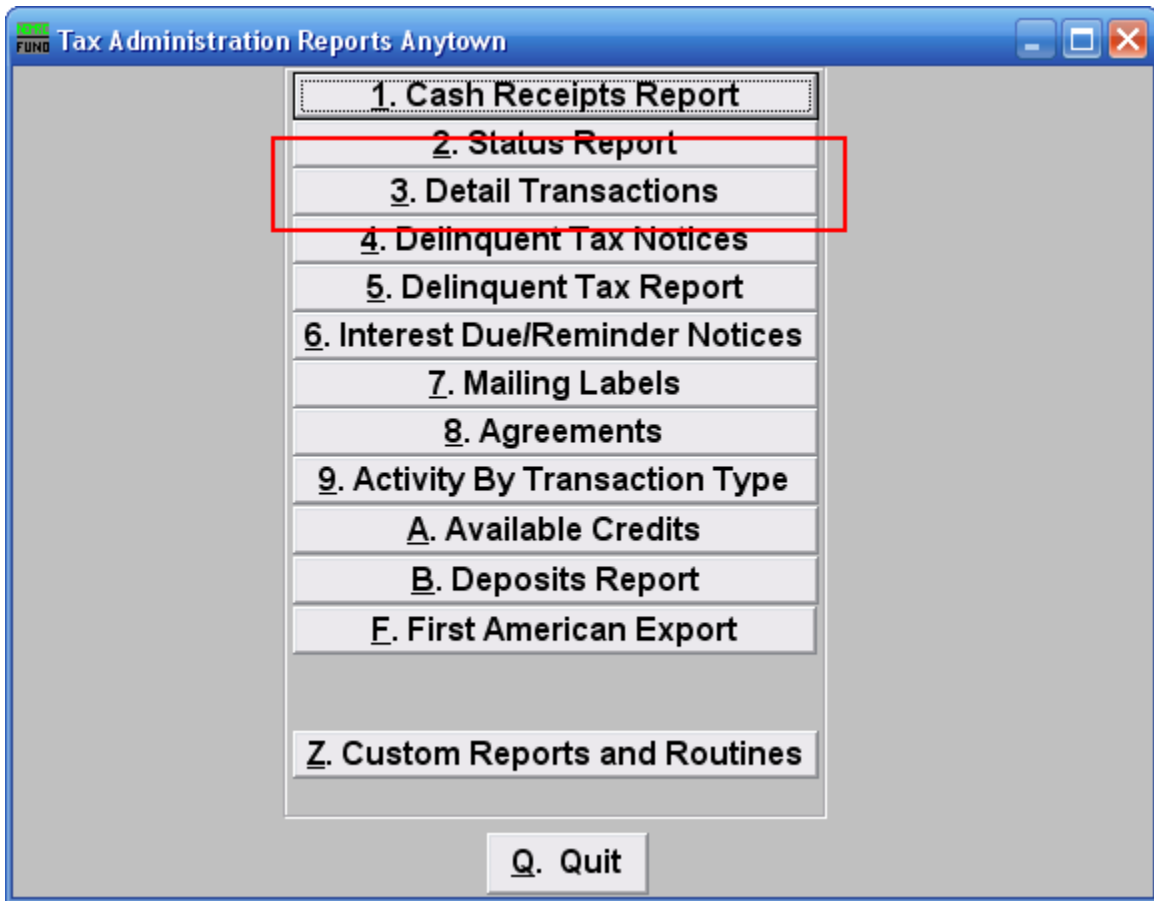 FUND Tax Administration Reports Anytown
1. Cash Receipts Report
2. Status Report
3. Detail Transactions
4. Delinquent Tax Notices
5. Delinquent Tax Report
6. Interest Due/Reminder Notices
7. Mailing Labels
8. Agreements
9. Activity By Transaction Type
A. Available Credits
B. Deposits Report
F. First American Export
Z. Custom Reports and Routines
Q. Quit